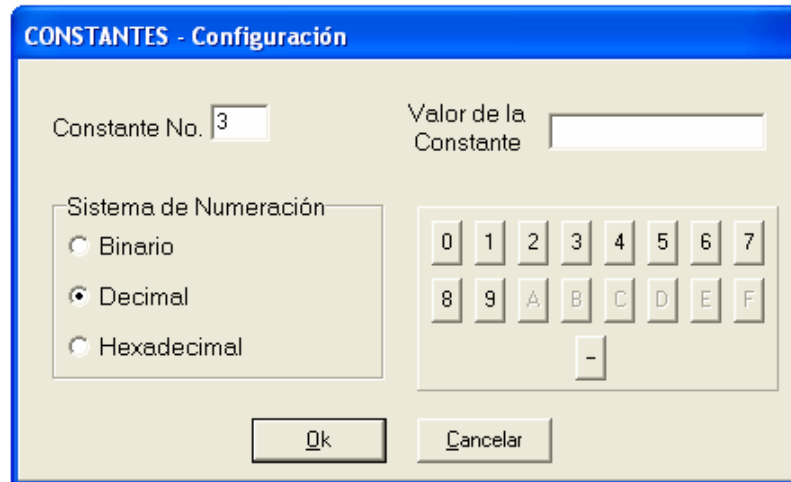 CONSTANTES - Configuración
Constante No. 3
Valor de la
Constante
Sistema de Numeración
Binario
Decimal
Hexadecimal
0 1 2 3 4 5 6 7
8 9 A B C D E F
-
Ok Cancelar